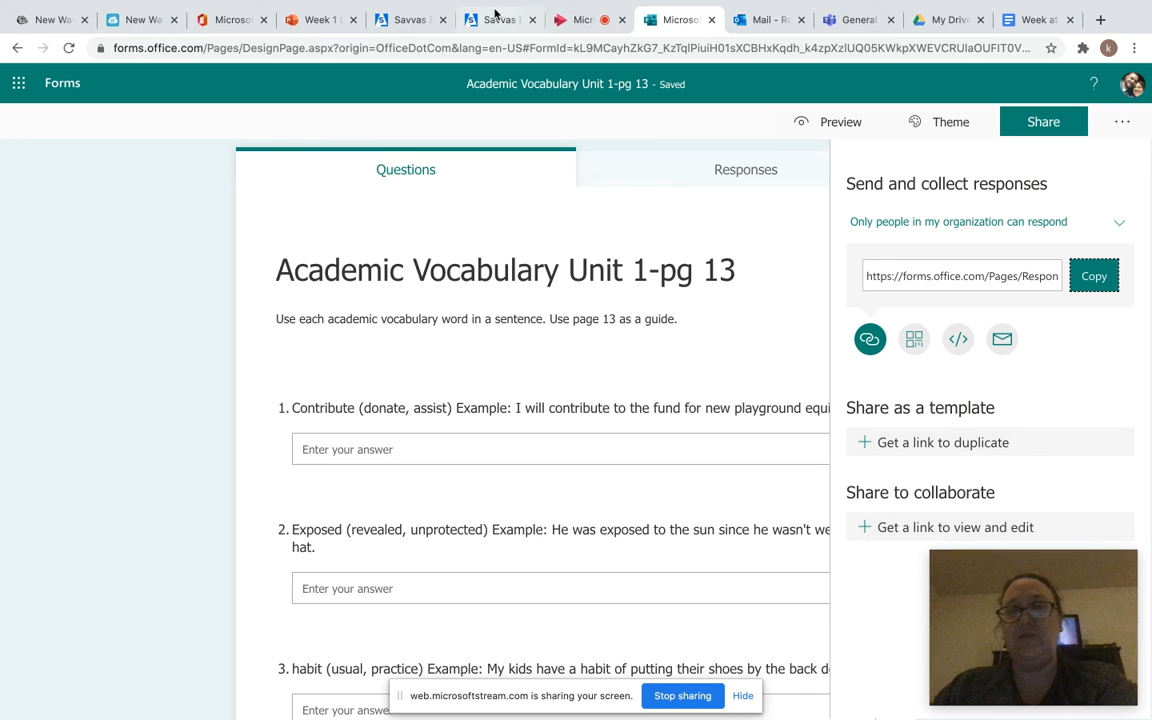 New Wa
New Wa
Microso
Week 1
Savvas
Savvas
Micr
Microso
Mail - Ro
General
My Driv
Week at
forms.office.com/Pages/DesignPage.aspx?origin=OfficeDotCom&lang=en-US#FormId=kL9MCayhZkG7_KzTqlPiuiH01sXCBHxKqdh_k4zpXzlUQ05KWkpXWEVCRUlaOUFIT0V...
Forms
Academic Vocabulary Unit 1-pg 13 - Saved
?
Preview
Theme
Share
Questions
Responses
Send and collect responses
Only people in my organization can respond
https://forms.office.com/Pages/Respon
Copy
Academic Vocabulary Unit 1-pg 13
Use each academic vocabulary word in a sentence. Use page 13 as a guide.
1. Contribute (donate, assist) Example: I will contribute to the fund for new playground equi
Enter your answer
2. Exposed (revealed, unprotected) Example: He was exposed to the sun since he wasn't we
hat.
Enter your answer
3. habit (usual, practice) Example: My kids have a habit of putting their shoes by the back d
Enter your answe
Share as a template
Get a link to duplicate
Share to collaborate
Get a link to view and edit
web.microsoftstream.com is sharing your screen.
Stop sharing
Hide